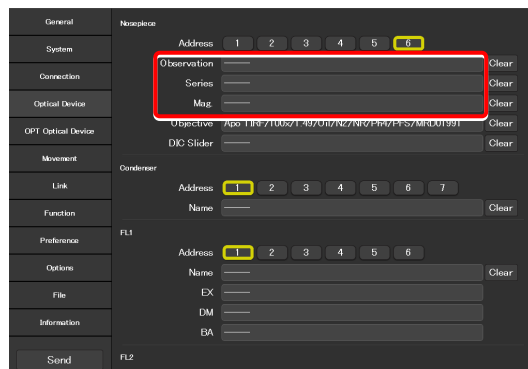 General
System
Connection
Optical Device
OPT Optical Device
Movement
Link
Function
Preference
Options
File
Information
Send
Nosepiece
Address 1 2 3 4 5 6
Observation —— Clear
Series —— Clear
Mag. —— Clear
Objective Apo TIRF/100x/1.49/Oil/N2/NR/Ph4/PFS/MRD01991 Clear
DIC Slider —— Clear
Condenser
Address 1 2 3 4 5 6 7
Name —— Clear
FL1
Address 1 2 3 4 5 6
Name —— Clear
EX ——
DM ——
BA ——
FL2